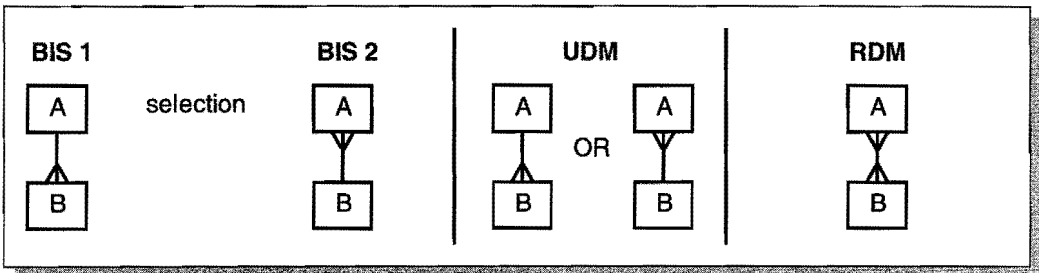 BIS 1 BIS 2 UDM RDM
A selection A A A A
OR
B B B B B